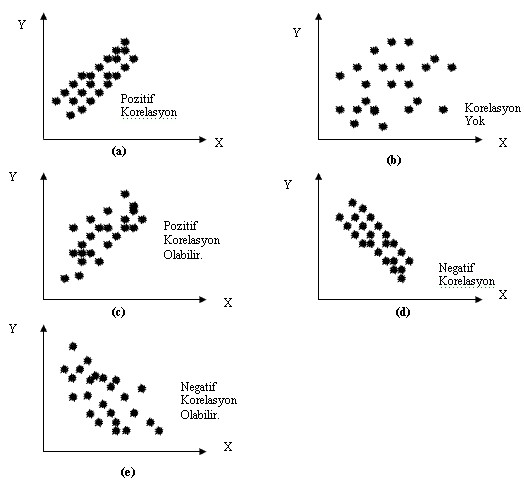 Y
Pozitif
Korelasyon
X
(a)
Y
Korelasyon
Yok
X
(b)
Y
Pozitif
Korelasyon
Olabilir.
X
(c)
Y
Negatif
Korelasyon
X
(d)
Y
Negatif
Korelasyon
Olabilir.
X
(e)